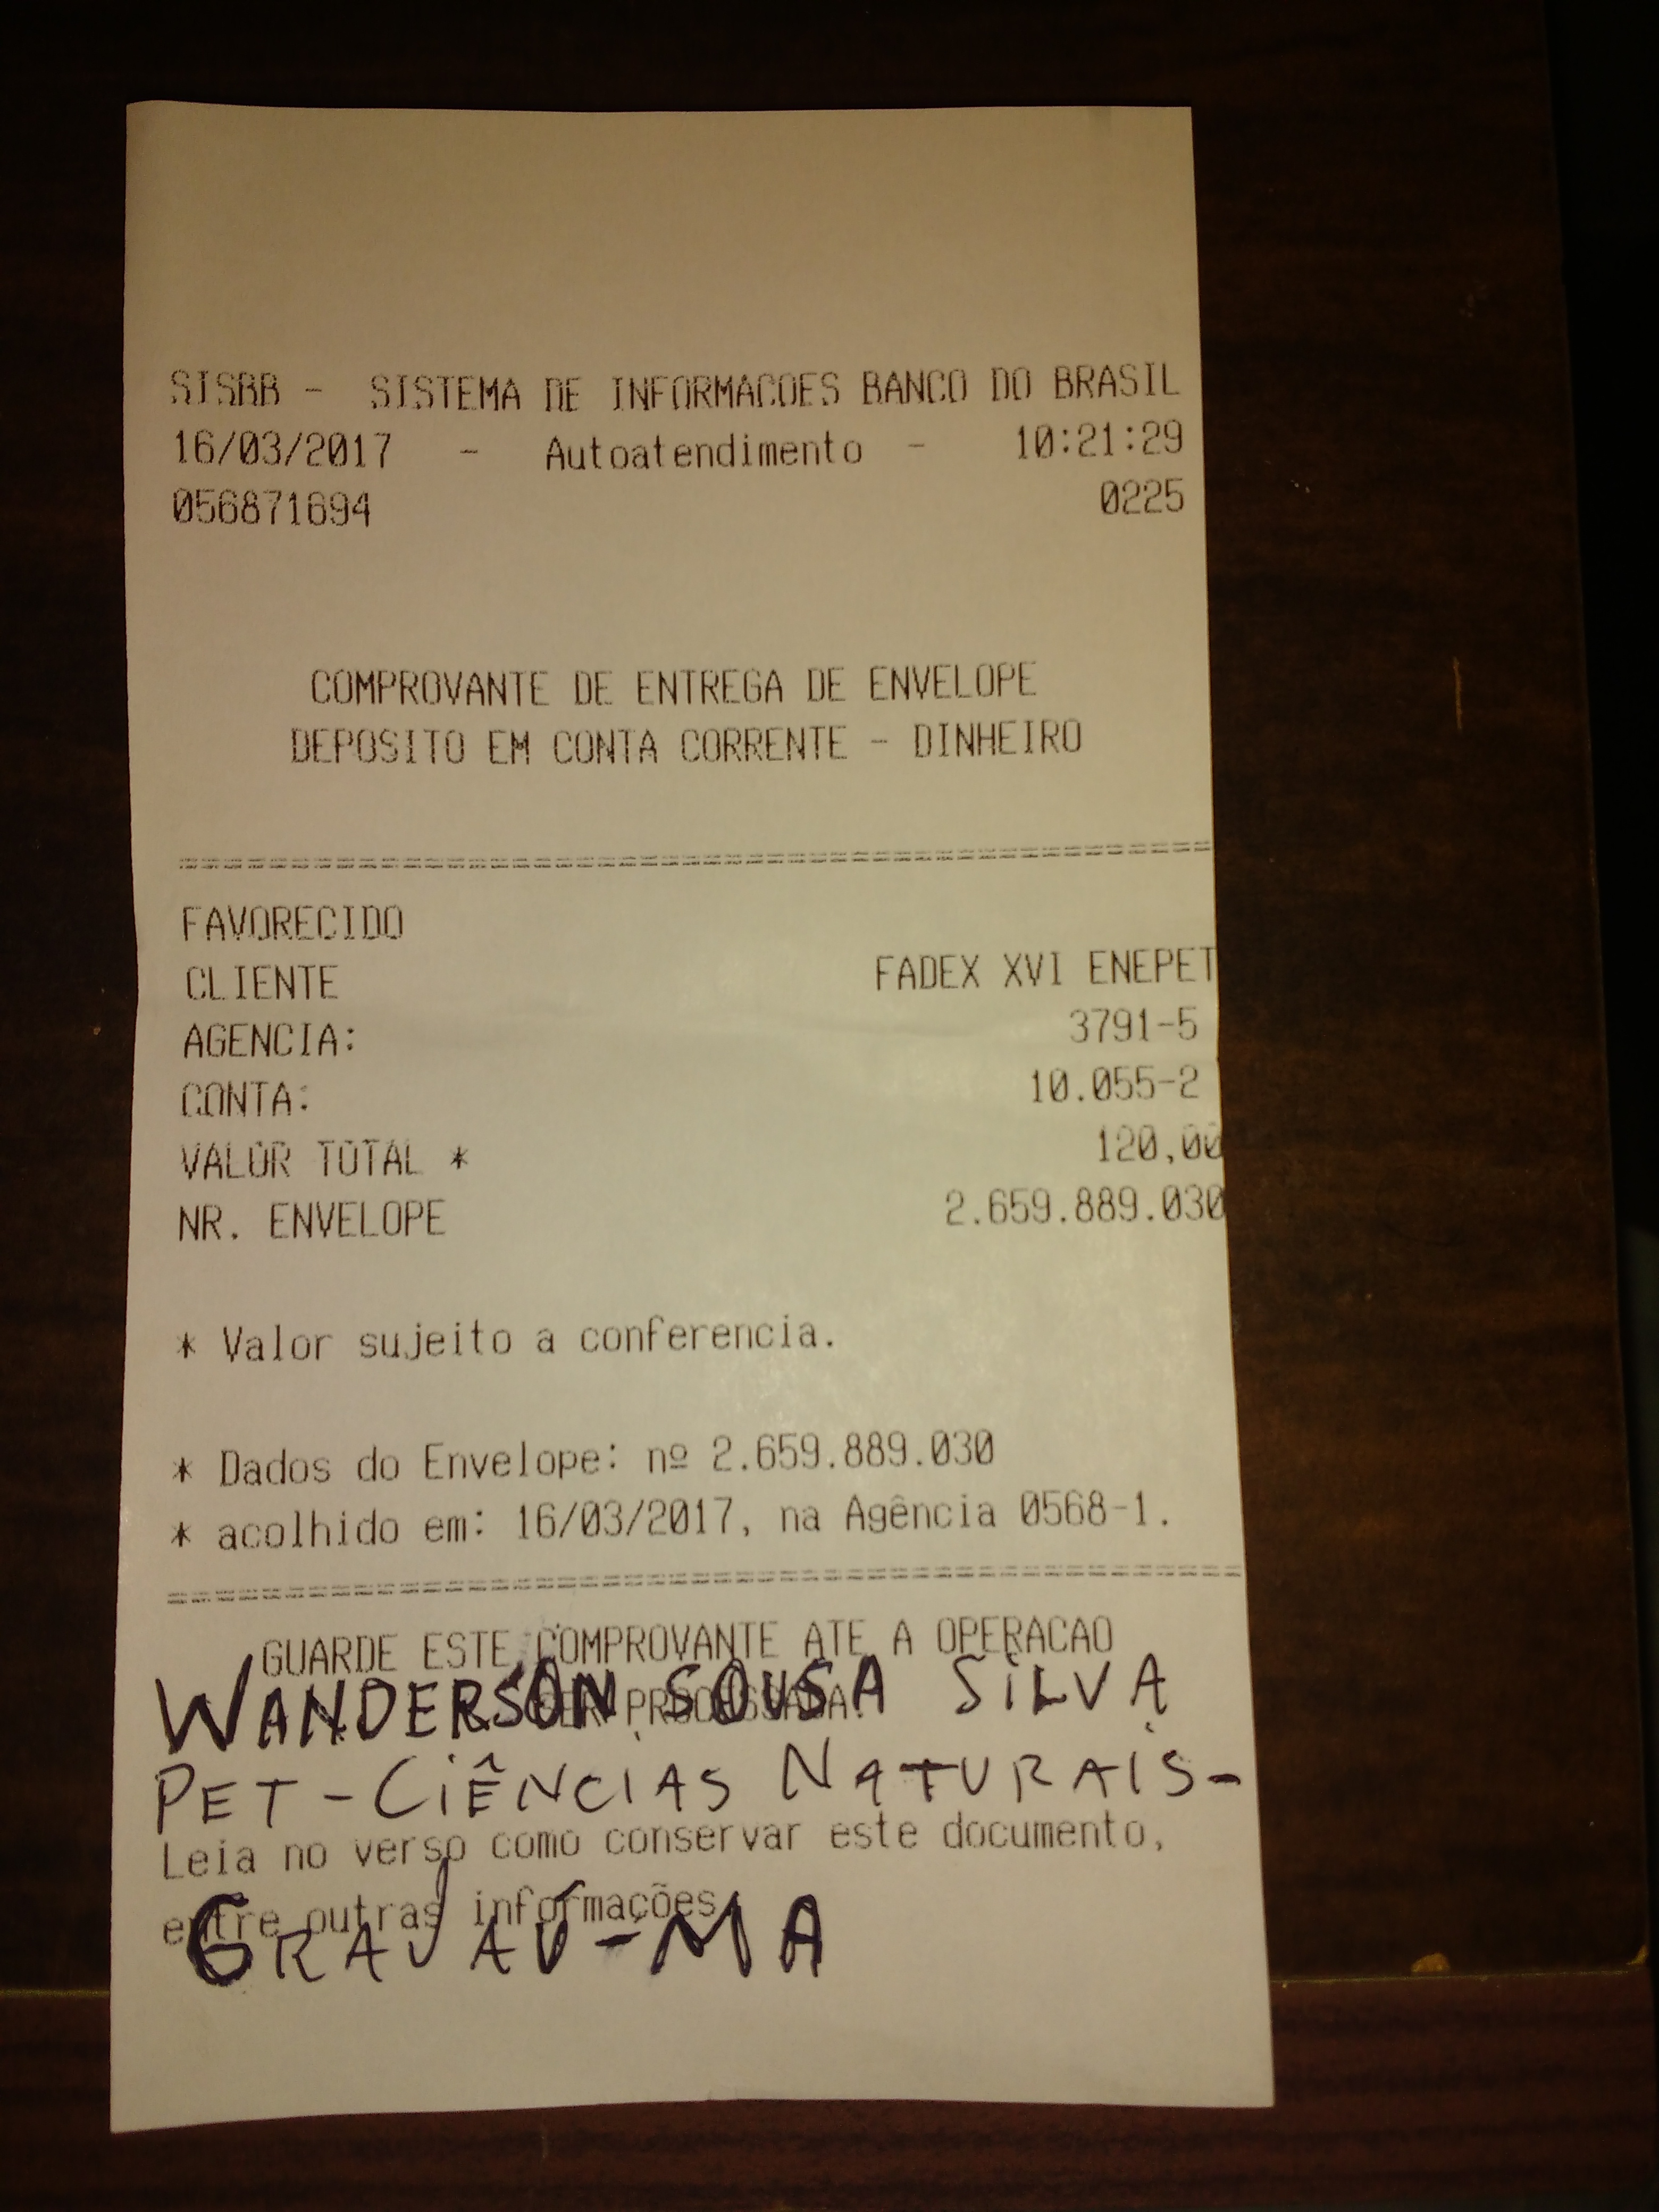 SISBB - SISTEMA DE INFORMACOES BANCO DO BRASIL
16/03/2017 - Autoatendimento - 10:21:29
056871694 0225
COMPROVANTE DE ENTREGA DE ENVELOPE
DEPOSITO EM CONTA CORRENTE - DINHEIRO
FAVORECIDO
CLIENTE FADEX XVI ENEPET
AGENCIA: 3791-5
CONTA: 10.055-2
VALOR TOTAL * 120,00
NR. ENVELOPE 2.659.889.030
* Valor sujeito a conferencia.
* Dados do Envelope: nº 2.659.889.030
* acolhido em: 16/03/2017, na Agência 0568-1.
GUARDE ESTE COMPROVANTE ATE A OPERACAO
SER PROCESSADA.
WANDERSON SOUSA SILVA
PET-CIÊNCIAS NATURAIS-
Leia no verso como conservar este documento,
entre outras informações.
GRAJAÚ-MA